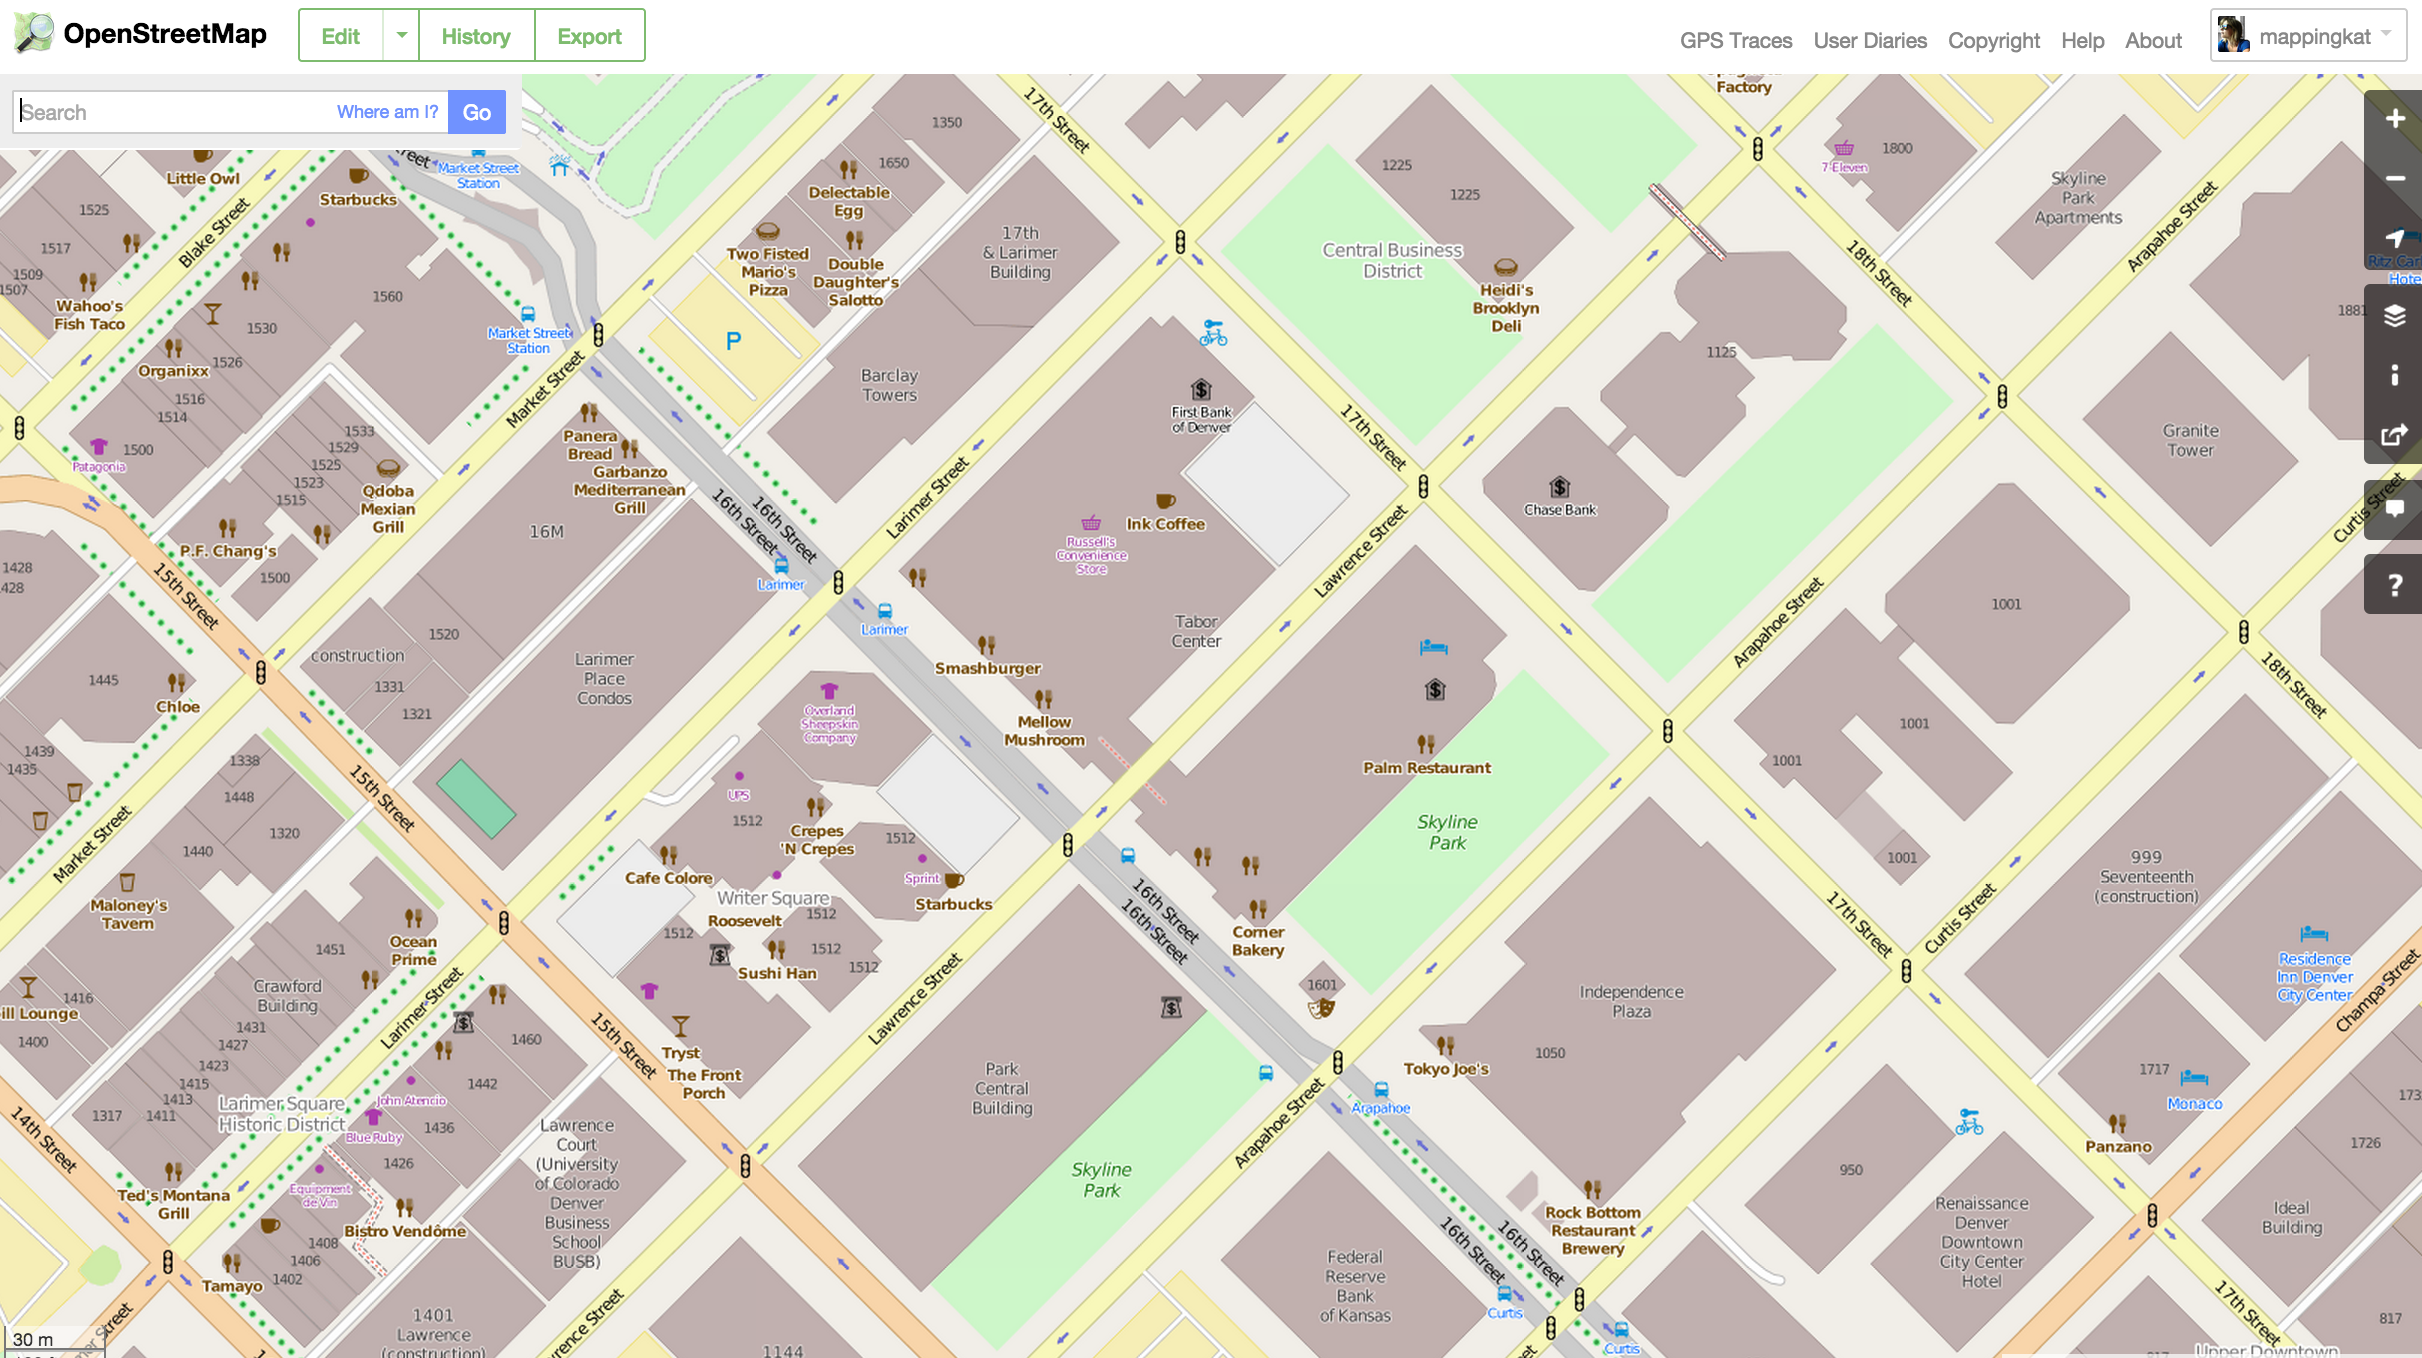 OpenStreetMap
Edit
History
Export
GPS Traces
User Diaries
Copyright
Help
About
mappingkat
Search
Where am I?
Go
Factory
17th Street
1350
1650
Delectable
Egg
Little Owl
Starbucks
Market Street
Station
1525
1517
1509
1507
Blake Street
Wahoo's
Fish Taco
1560
1530
1526
Organixx
1516
1514
1500
Patagonia
Market Street
Station
Two Fisted
Mario's
Pizza
Double
Daughter's
Salotto
17th
& Larimer
Building
P
Barclay
Towers
1225
1225
Central Business
District
Heidi's
Brooklyn
Deli
7-Eleven
1800
Skyline
Park
Apartments
18th Street
Arapahoe Street
1881
1125
Granite
Tower
Curtis Street
Market Street
Panera
Bread
Garbanzo
Mediterranean
Grill
1533
1529
1525
1523
1515
Qdoba
Mexian
Grill
P.F. Chang's
1500
16M
16th Street
16th Street
Larimer
Larimer
Larimer Street
First Bank
of Denver
Ink Coffee
Russell's
Convenience
Store
17th Street
Lawrence Street
Chase Bank
1428
15th Street
1520
construction
1331
1321
Larimer
Place
Condos
1445
Chloe
1439
1435
1338
1448
1320
1440
15th Street
Market Street
Maloney's
Tavern
Smashburger
Mellow
Mushroom
Tabor
Center
Overland
Sheepskin
Company
UPS
1512
Crepes
'N Crepes
1512
Sprint
Starbucks
Cafe Colore
Writer Square
Roosevelt
1512
1512
1512
1512
Sushi Han
Palm Restaurant
Skyline
Park
Arapahoe Street
1001
1001
1001
1001
18th Street
999
Seventeenth
(construction)
Residence
Inn Denver
City Center
Champa Street
17th Street
Curtis Street
Independence
Plaza
1050
Tokyo Joe's
Corner
Bakery
1601
16th Street
16th Street
Lawrence Street
Ocean
Prime
1451
Crawford
Building
1431
1427
1423
1415
1413
1411
1317
1416
1400
Larimer Street
1460
1442
John Atencio
Larimer Square
Historic District
Blue Ruby
1436
1426
Equipment
de Vin
Bistro Vendôme
1408
1406
1402
Ted's Montana
Grill
Tamayo
14th Street
15th Street
Tryst
The Front
Porch
Lawrence
Court
(University
of Colorado
Denver
Business
School
BUSB)
1401
Lawrence
(construction)
Park
Central
Building
Skyline
Park
Arapahoe Street
Arapahoe
16th Street
16th Street
Rock Bottom
Restaurant
Brewery
Federal
Reserve
Bank
of Kansas
Curtis
Curtis
950
Renaissance
Denver
Downtown
City Center
Hotel
1717
Monaco
Panzano
1726
Ideal
Building
17th Street
817
1144
30 m